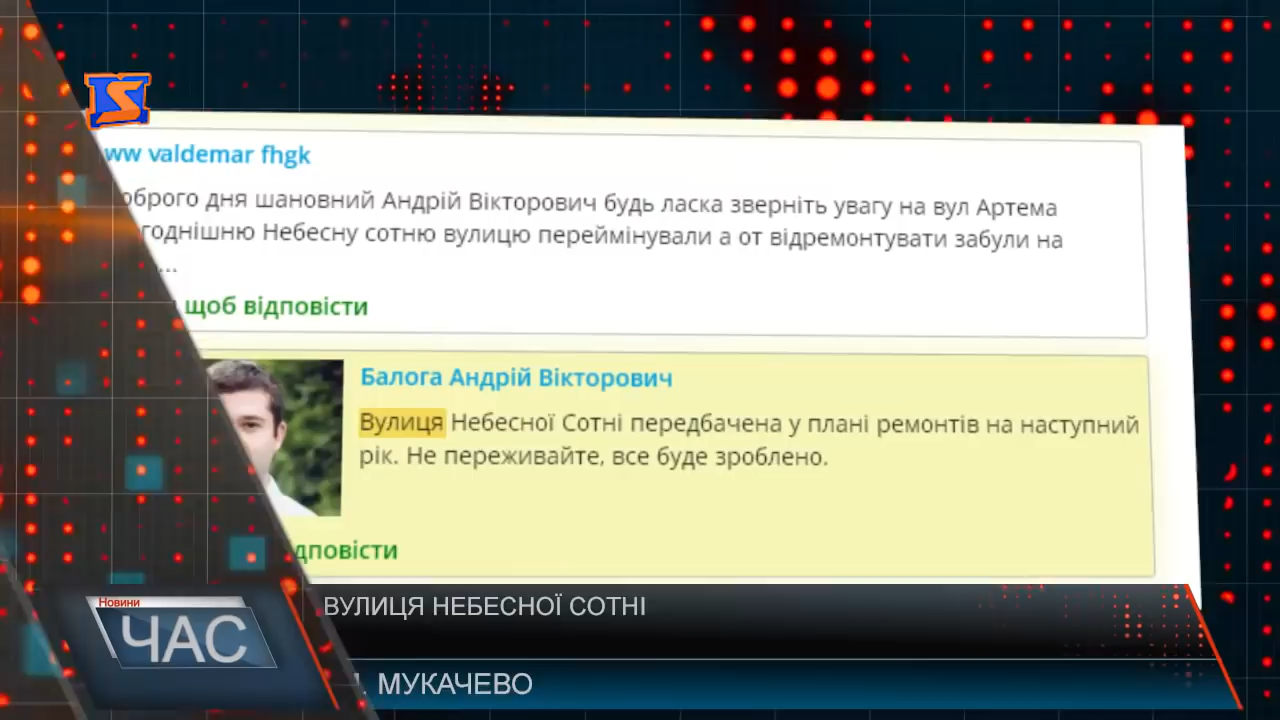 ww valdemar fhgk
оброго дня шановний Андрій Вікторович будь ласка зверніть увагу на вул Артема
годнішню Небесну сотню вулицю переймінували а от відремонтувати забули на
...
щоб відповісти
Балога Андрій Вікторович
Вулиця Небесної Сотні передбачена у плані ремонтів на наступний
рік. Не переживайте, все буде зроблено.
дповісти
Новини
ЧАС
ВУЛИЦЯ НЕБЕСНОЇ СОТНІ
. МУКАЧЕВО